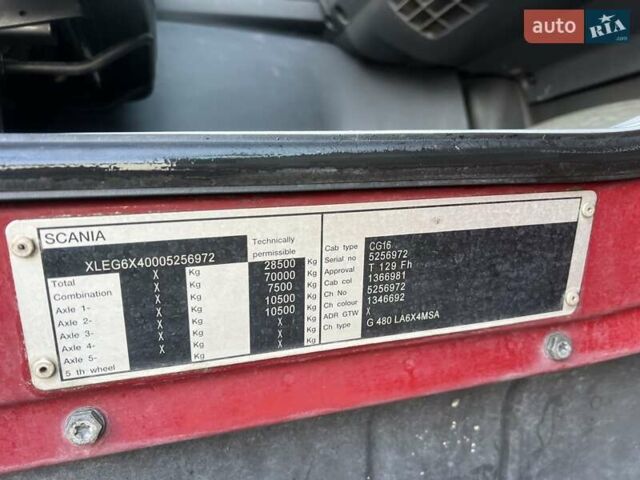 auto RIA .com
SCANIA
XLEG6X40005256972
Technically permissible
Total X Kg 28500 Kg
Combination X Kg 70000 Kg
Axle 1- X Kg 7500 Kg
Axle 2- X Kg 10500 Kg
Axle 3- X Kg 10500 Kg
Axle 4- X Kg X Kg
Axle 5- X Kg X Kg
5 th wheel X Kg X Kg
Cab type CG16
Serial no 5256972
Approval T 129 Fh
Cab col 1366981
Ch No 5256972
Ch colour 1346692
ADR GTW X
Ch type G 480 LA6X4MSA